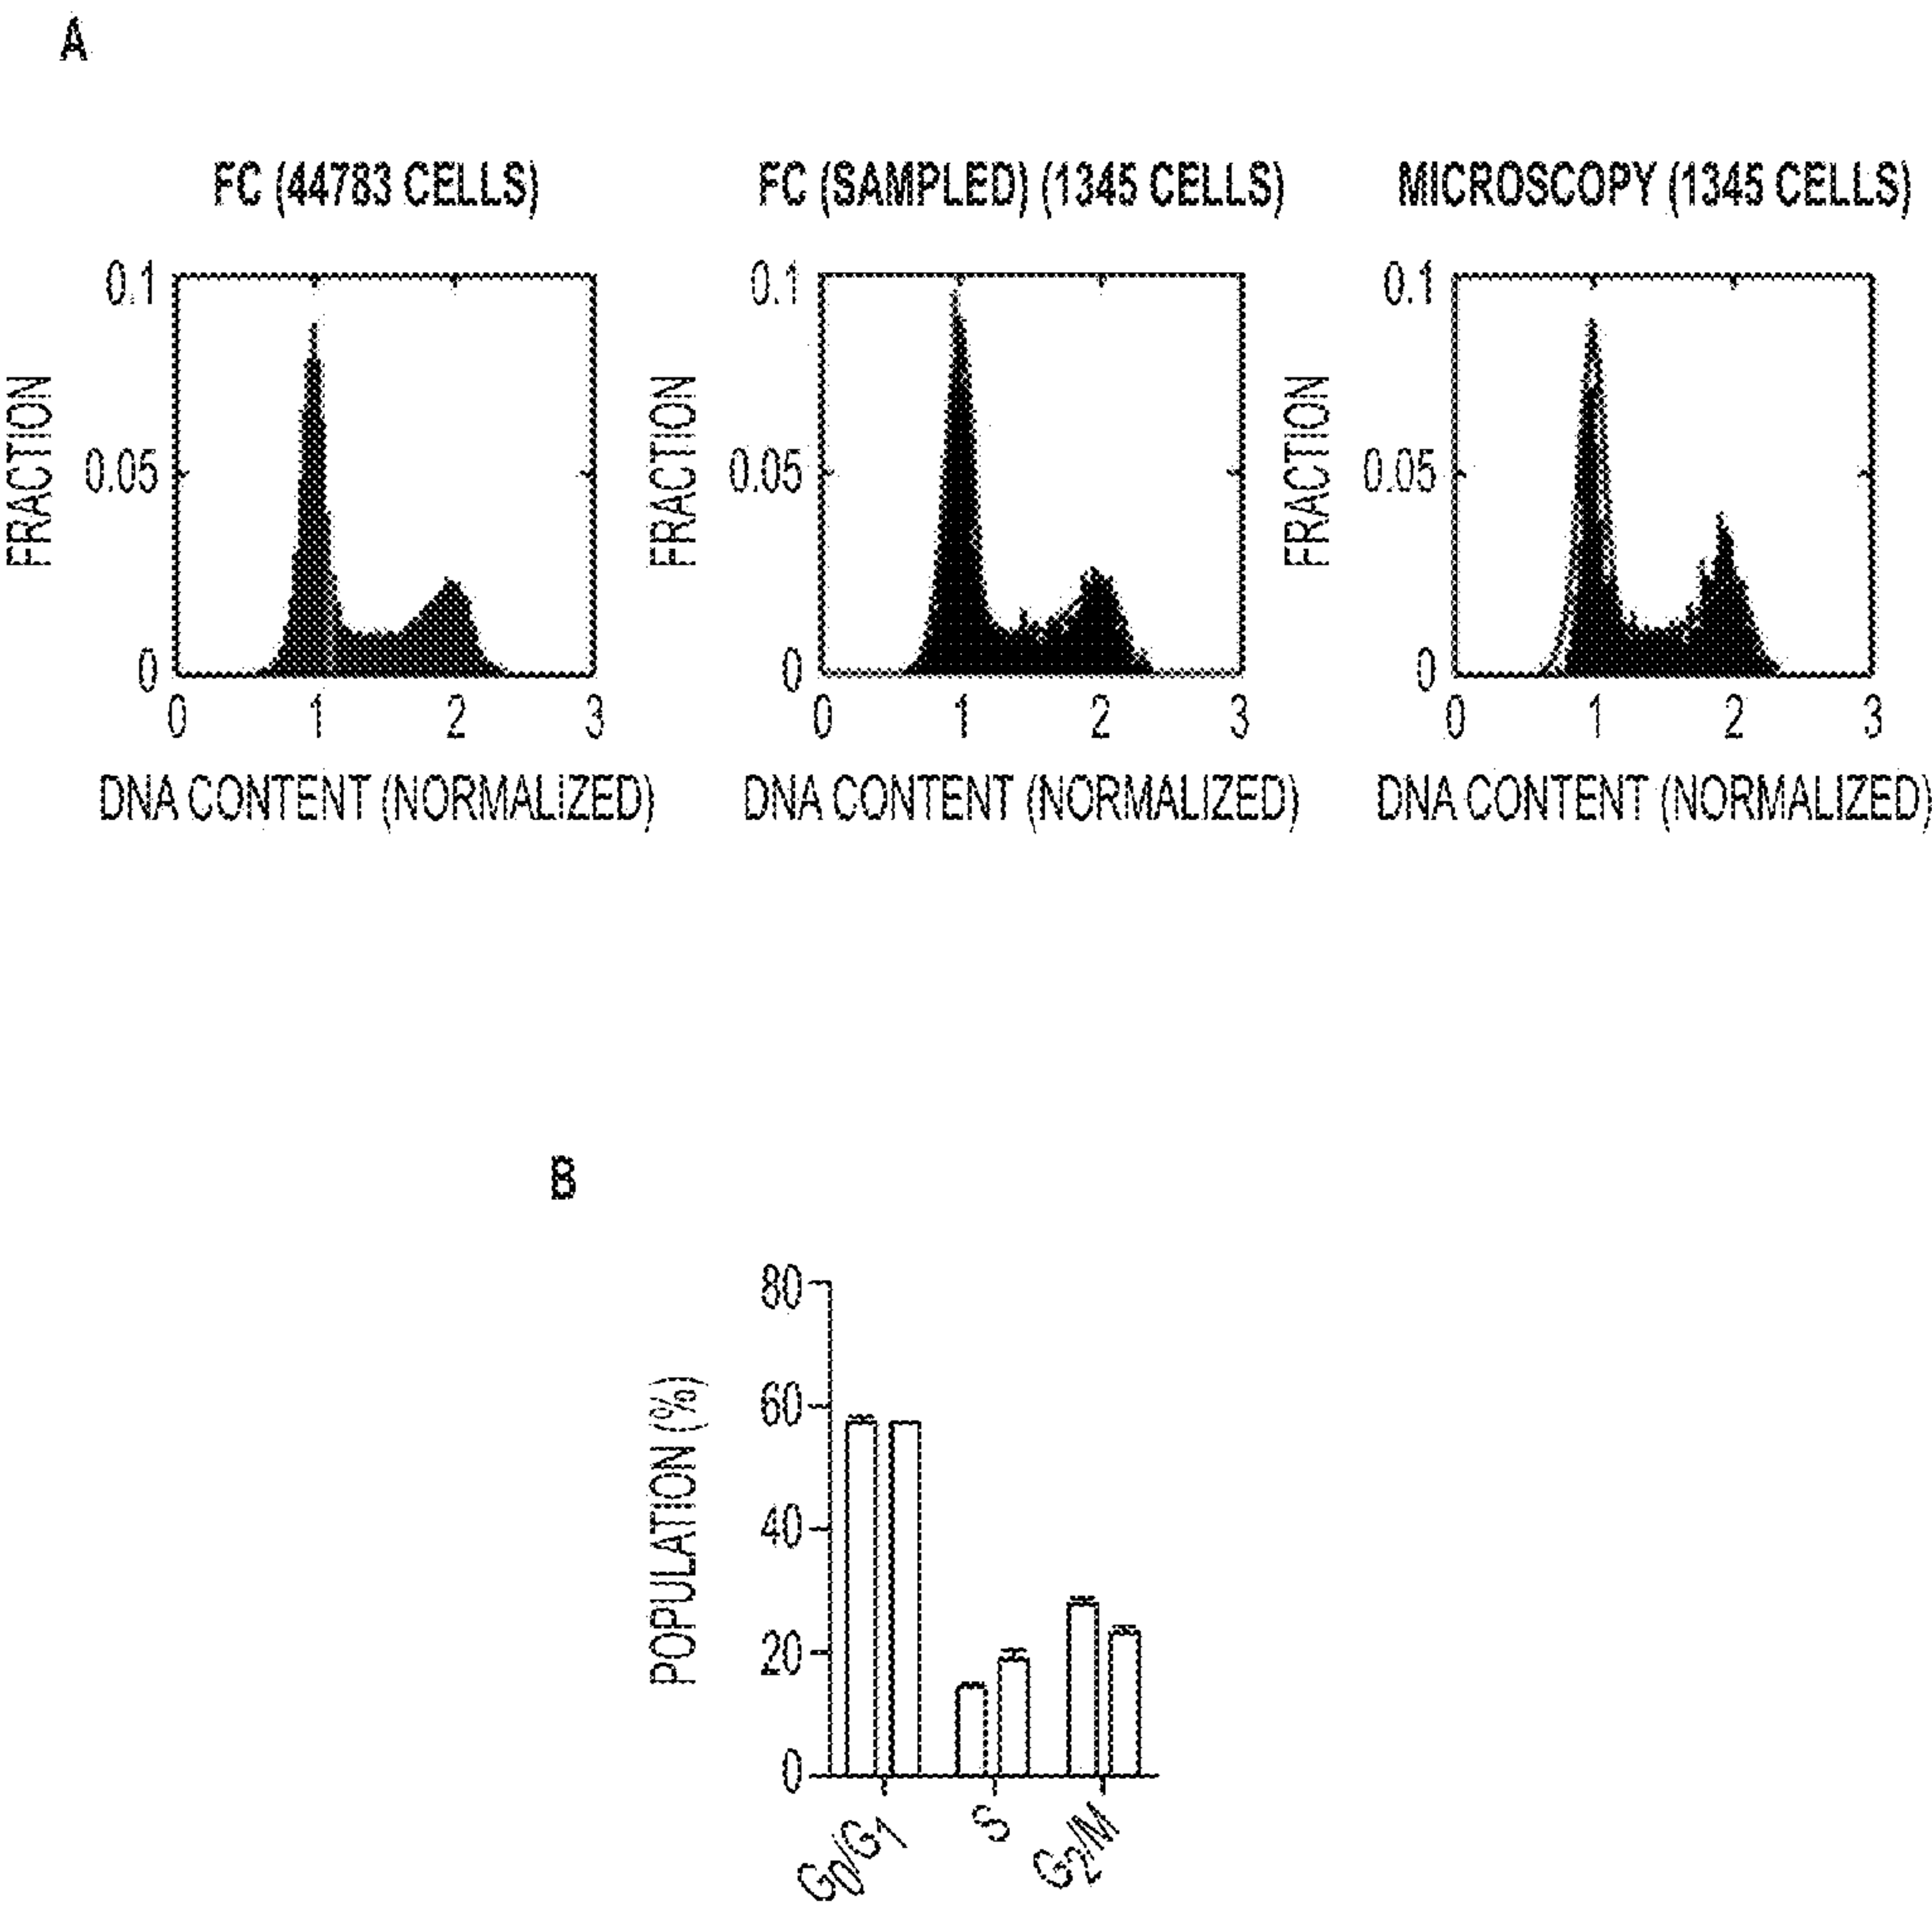 A
FC (44783 CELLS)
FC (SAMPLED) (1345 CELLS)
MICROSCOPY (1345 CELLS)
0.1
0.05
0
FRACTION
0 1 2 3
DNA CONTENT (NORMALIZED)
0.1
0.05
0
FRACTION
0 1 2 3
DNA CONTENT (NORMALIZED)
0.1
0.05
0
FRACTION
0 1 2 3
DNA CONTENT (NORMALIZED)
B
80
60
40
20
0
POPULATION (%)
G0/G1
S
G2/M